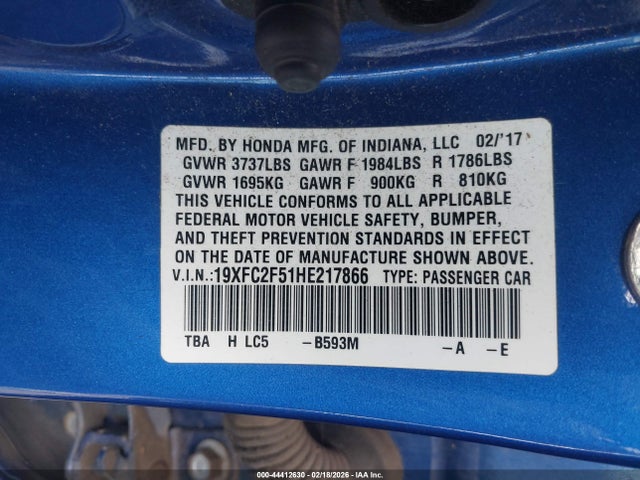 MFD. BY HONDA MFG. OF INDIANA, LLC 02/'17
GVWR 3737LBS GAWR F 1984LBS R 1786LBS
GVWR 1695KG GAWR F 900KG R 810KG
THIS VEHICLE CONFORMS TO ALL APPLICABLE
FEDERAL MOTOR VEHICLE SAFETY, BUMPER,
AND THEFT PREVENTION STANDARDS IN EFFECT
ON THE DATE OF MANUFACTURE SHOWN ABOVE.
V.I.N.:19XFC2F51HE217866 TYPE: PASSENGER CAR
TBA H LC5 -B593M -A -E
000-44412630 - 02/18/2026 - IAA Inc.